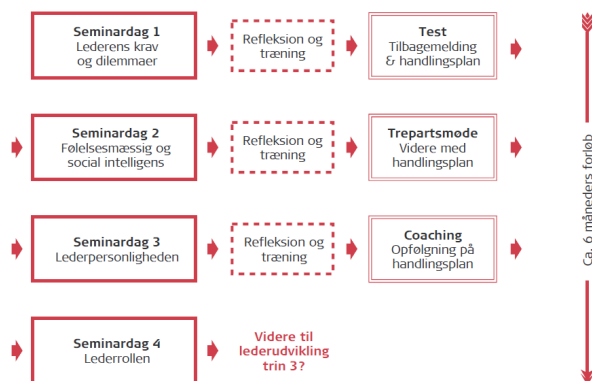 Seminardag 1
Lederens krav
og dilemmaer
Refleksion og
træning
Test
Tilbagemelding
& handlingsplan
Seminardag 2
Følelsesmæssig og
social intelligens
Refleksion og
træning
Trepartsmøde
Videre med
handlingsplan
Seminardag 3
Lederpersonligheden
Refleksion og
træning
Coaching
Opfølgning på
handlingsplan
Seminardag 4
Lederrollen
Videre til
lederudvikling
trin 3?
Ca. 6 måneders forløb